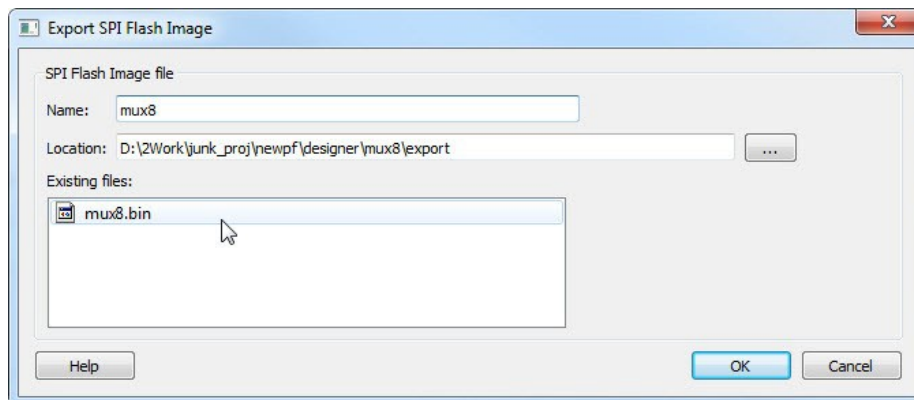 Export SPI Flash Image
SPI Flash Image file
Name: mux8
Location: D:\2Work\junk_proj\newpf\designer\mux8\export ...
Existing files:
mux8.bin
Help OK Cancel